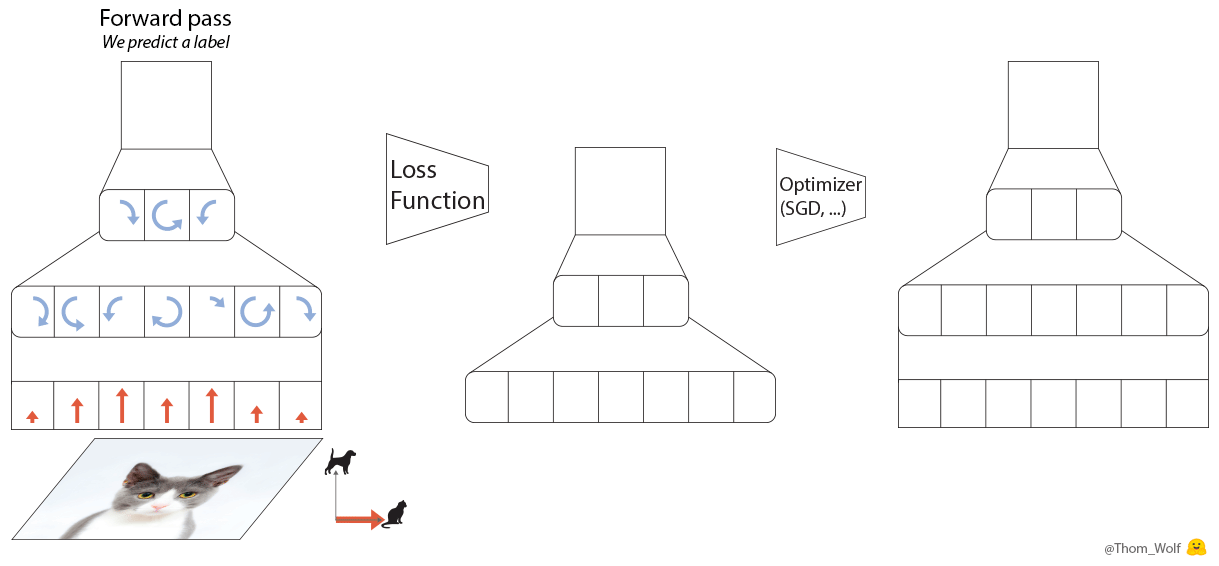 Forward pass
We predict a label
Loss
Function
Optimizer
(SGD, ...)
@Thom_Wolf